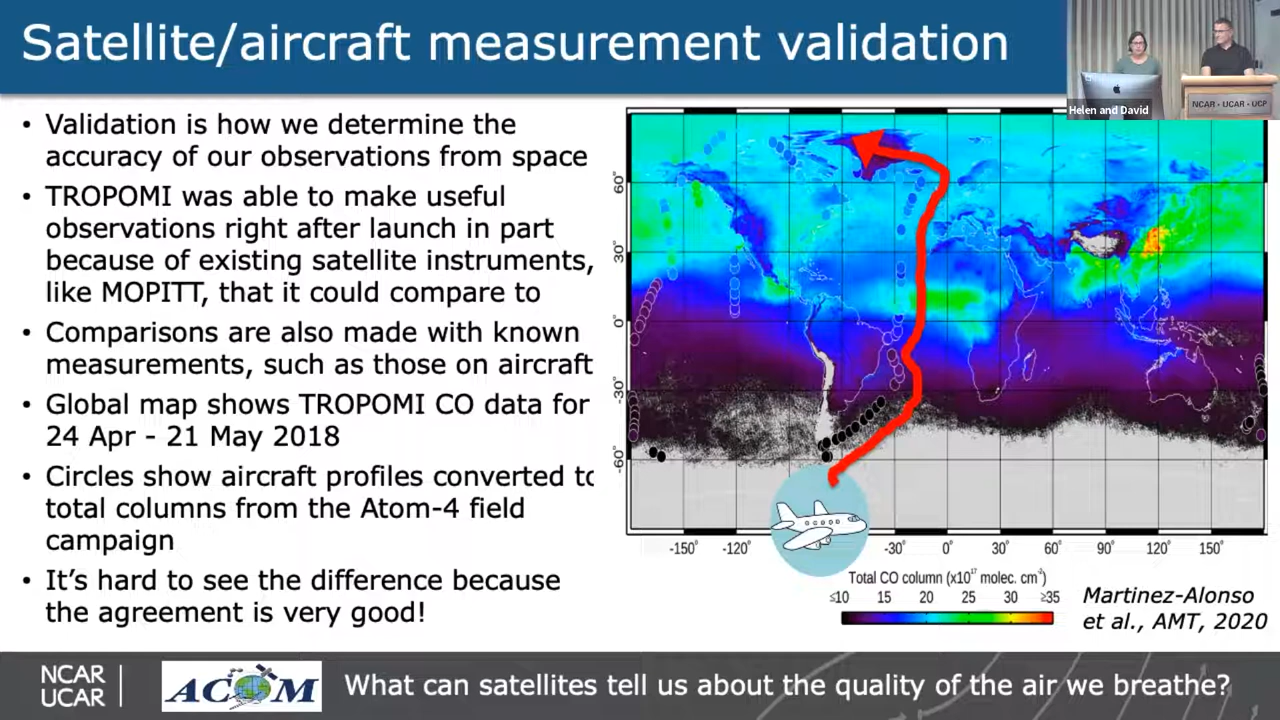 Satellite/aircraft measurement validation
NCAR • UCAR • UCP
Helen and David
• Validation is how we determine the
accuracy of our observations from space
• TROPOMI was able to make useful
observations right after launch in part
because of existing satellite instruments,
like MOPITT, that it could compare to
• Comparisons are also made with known
measurements, such as those on aircraft
• Global map shows TROPOMI CO data for
24 Apr - 21 May 2018
• Circles show aircraft profiles converted to
total columns from the Atom-4 field
campaign
• It's hard to see the difference because
the agreement is very good!
60°
30°
0°
-30°
-60°
-150° -120° -30° 0° 30° 60° 90° 120° 150°
Total CO column (x10¹⁷ molec. cm⁻²)
≤10 15 20 25 30 ≥35
Martinez-Alonso
et al., AMT, 2020
NCAR
UCAR
ACOM
What can satellites tell us about the quality of the air we breathe?